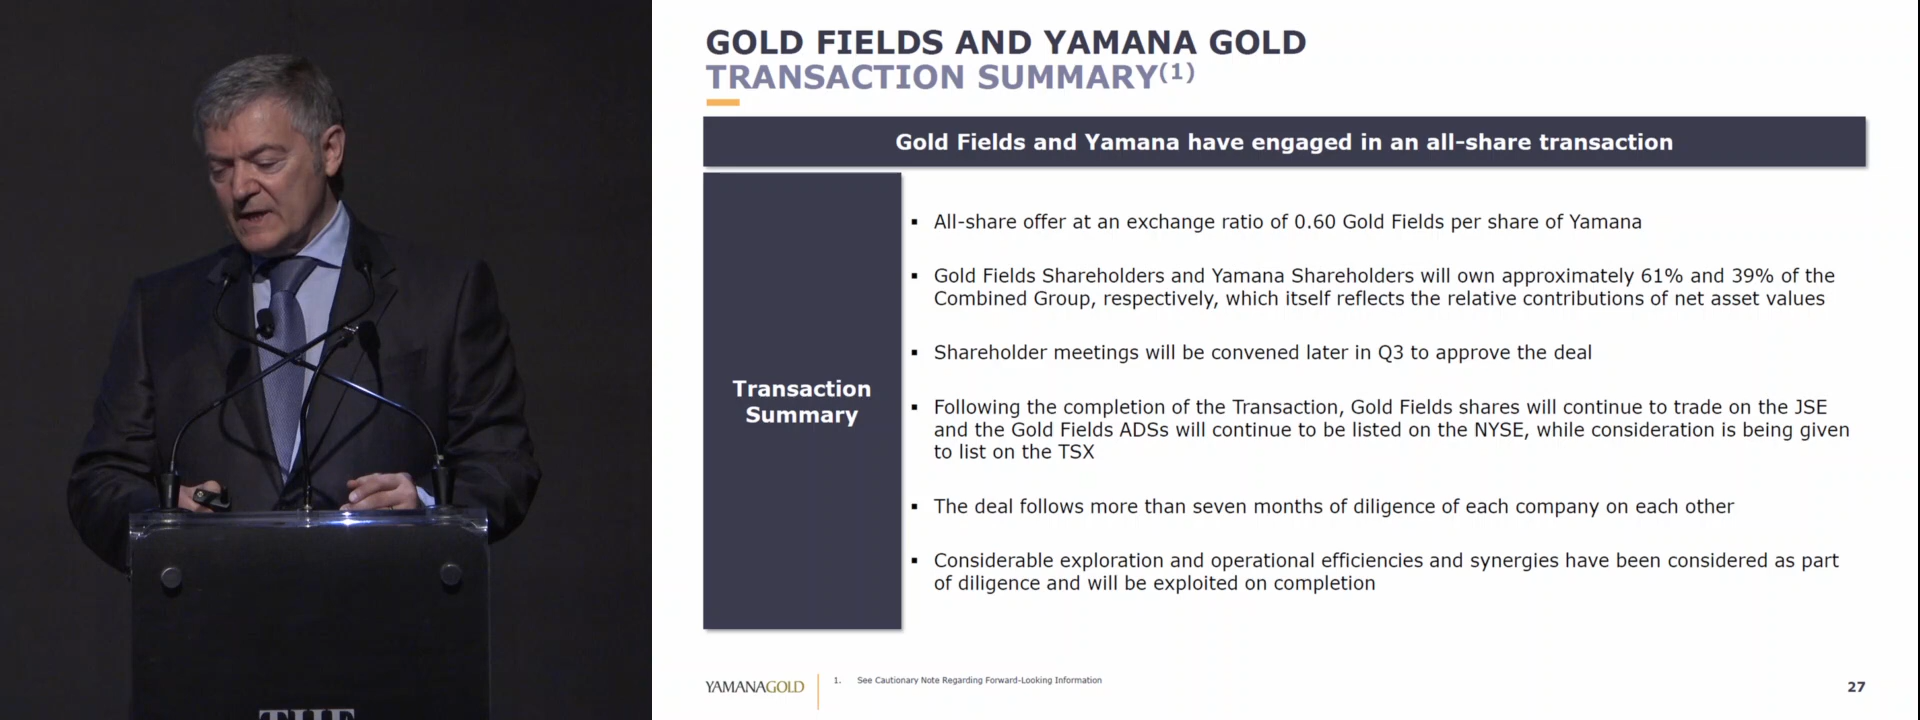 GOLD FIELDS AND YAMANA GOLD
TRANSACTION SUMMARY(1)
Gold Fields and Yamana have engaged in an all-share transaction
Transaction
Summary
▪ All-share offer at an exchange ratio of 0.60 Gold Fields per share of Yamana
▪ Gold Fields Shareholders and Yamana Shareholders will own approximately 61% and 39% of the
Combined Group, respectively, which itself reflects the relative contributions of net asset values
▪ Shareholder meetings will be convened later in Q3 to approve the deal
▪ Following the completion of the Transaction, Gold Fields shares will continue to trade on the JSE
and the Gold Fields ADSs will continue to be listed on the NYSE, while consideration is being given
to list on the TSX
▪ The deal follows more than seven months of diligence of each company on each other
▪ Considerable exploration and operational efficiencies and synergies have been considered as part
of diligence and will be exploited on completion
YAMANAGOLD
1. See Cautionary Note Regarding Forward-Looking Information
27
THE